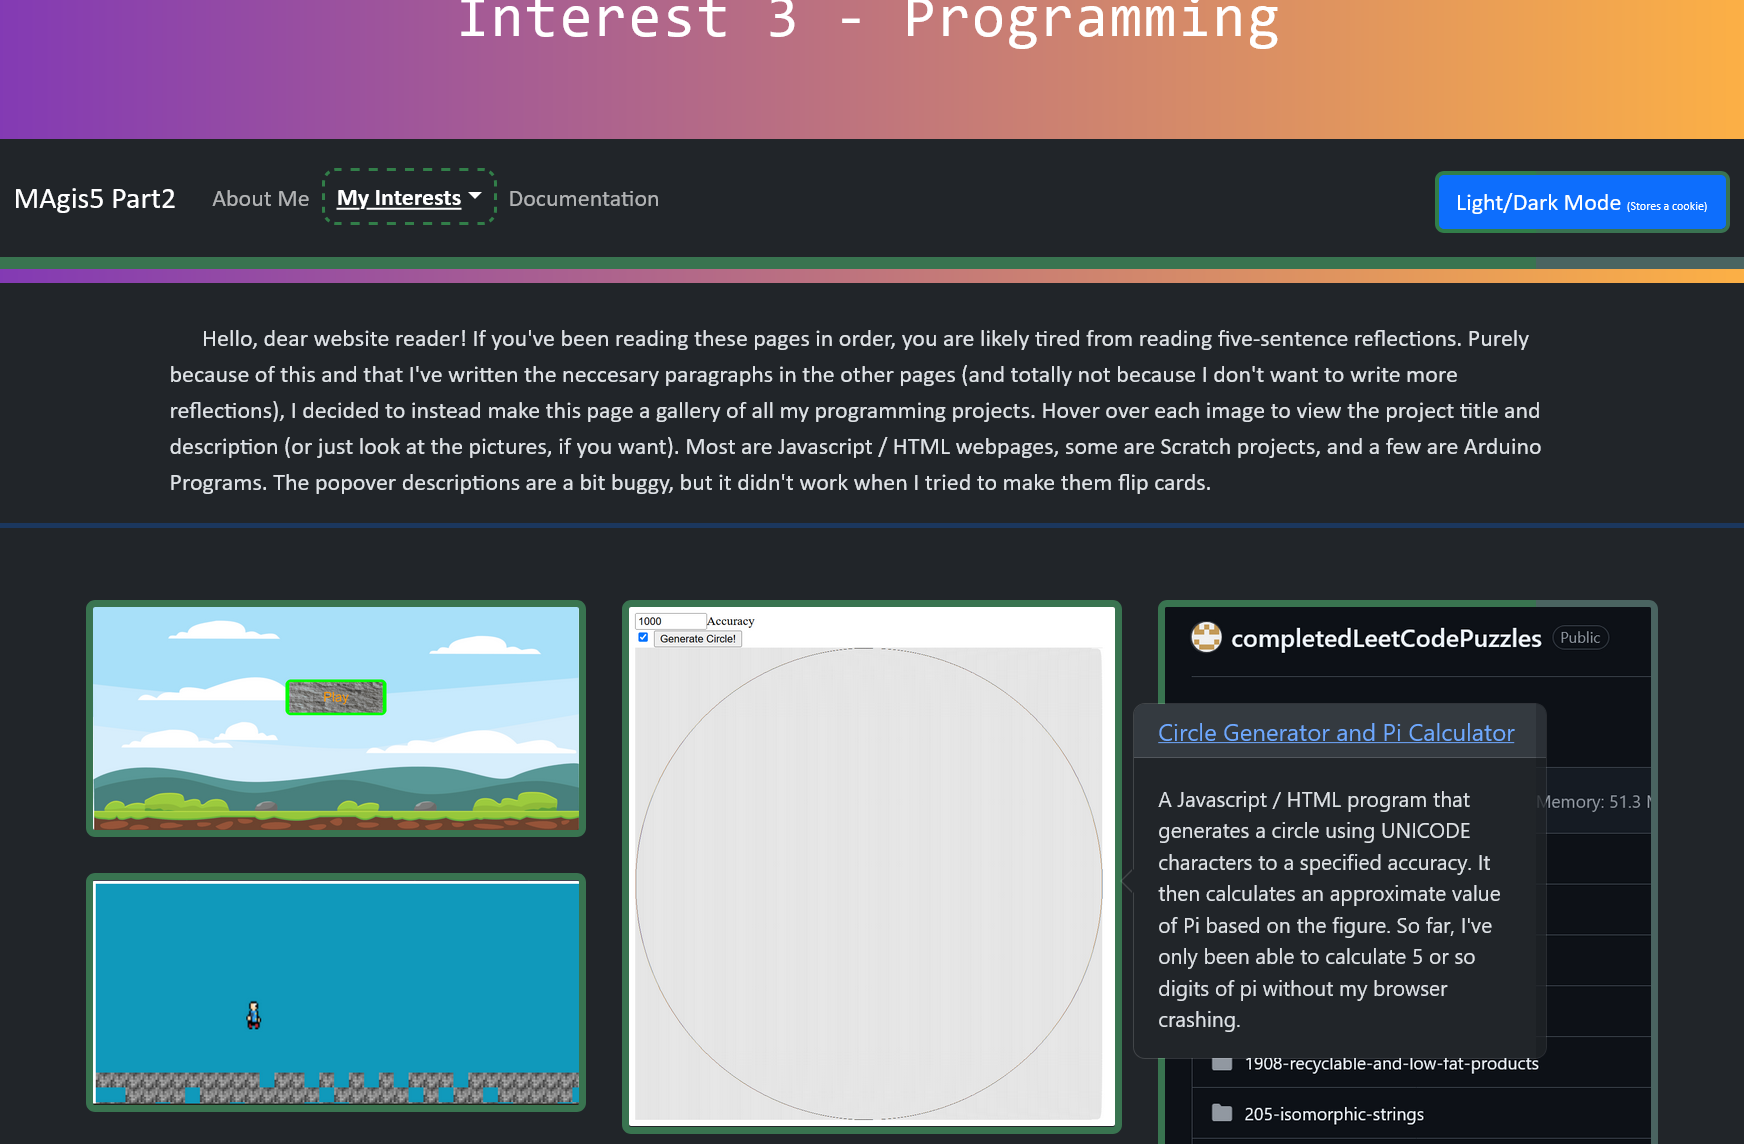 Interest 3 - Programming
MAgis5 Part2
About Me
My Interests
Documentation
Light/Dark Mode (Stores a cookie)
Hello, dear website reader! If you've been reading these pages in order, you are likely tired from reading five-sentence reflections. Purely
because of this and that I've written the neccesary paragraphs in the other pages (and totally not because I don't want to write more
reflections), I decided to instead make this page a gallery of all my programming projects. Hover over each image to view the project title and
description (or just look at the pictures, if you want). Most are Javascript / HTML webpages, some are Scratch projects, and a few are Arduino
Programs. The popover descriptions are a bit buggy, but it didn't work when I tried to make them flip cards.
Play
1000 Accuracy
Generate Circle!
completedLeetCodePuzzles Public
Circle Generator and Pi Calculator
A Javascript / HTML program that
generates a circle using UNICODE
characters to a specified accuracy. It
then calculates an approximate value
of Pi based on the figure. So far, I've
only been able to calculate 5 or so
digits of pi without my browser
crashing.
Memory: 51.3
1908-recyclable-and-low-fat-products
205-isomorphic-strings